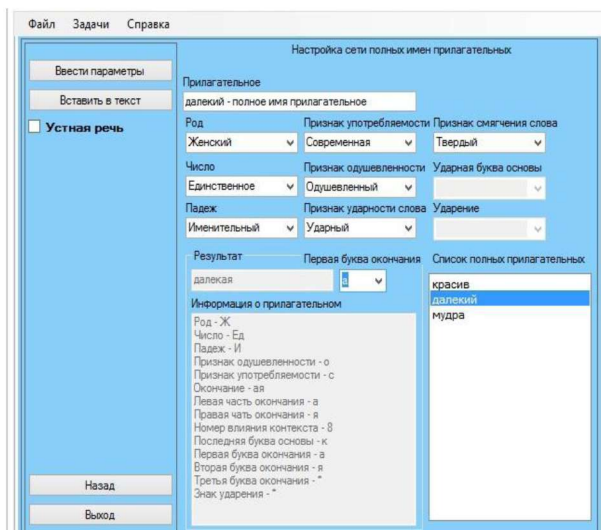 Файл Задачи Справка
Настройка сети полных имен прилагательных
Ввести параметры
Вставить в текст
Устная речь
Прилагательное
далекий - полное имя прилагательное
Род Признак употребляемости Признак смягчения слова
Женский Современная Твердый
Число Признак одушевленности Ударная буква основы
Единственное Одушевленный
Падеж Признак ударности слова Ударение
Именительный Ударный
Результат Первая буква окончания Список полных прилагательных
далекая а
красив
далекий
мудра
Информация о прилагательном
Род - Ж
Число - Ед
Падеж - И
Признак одушевленности - о
Признак употребляемости - с
Окончание - ая
Левая часть окончания - а
Правая чать окончания - я
Номер влияния контекста - 8
Последняя буква основы - к
Первая буква окончания - а
Вторая буква окончания - я
Третья буква окончания - *
Знак ударения - *
Назад
Выход